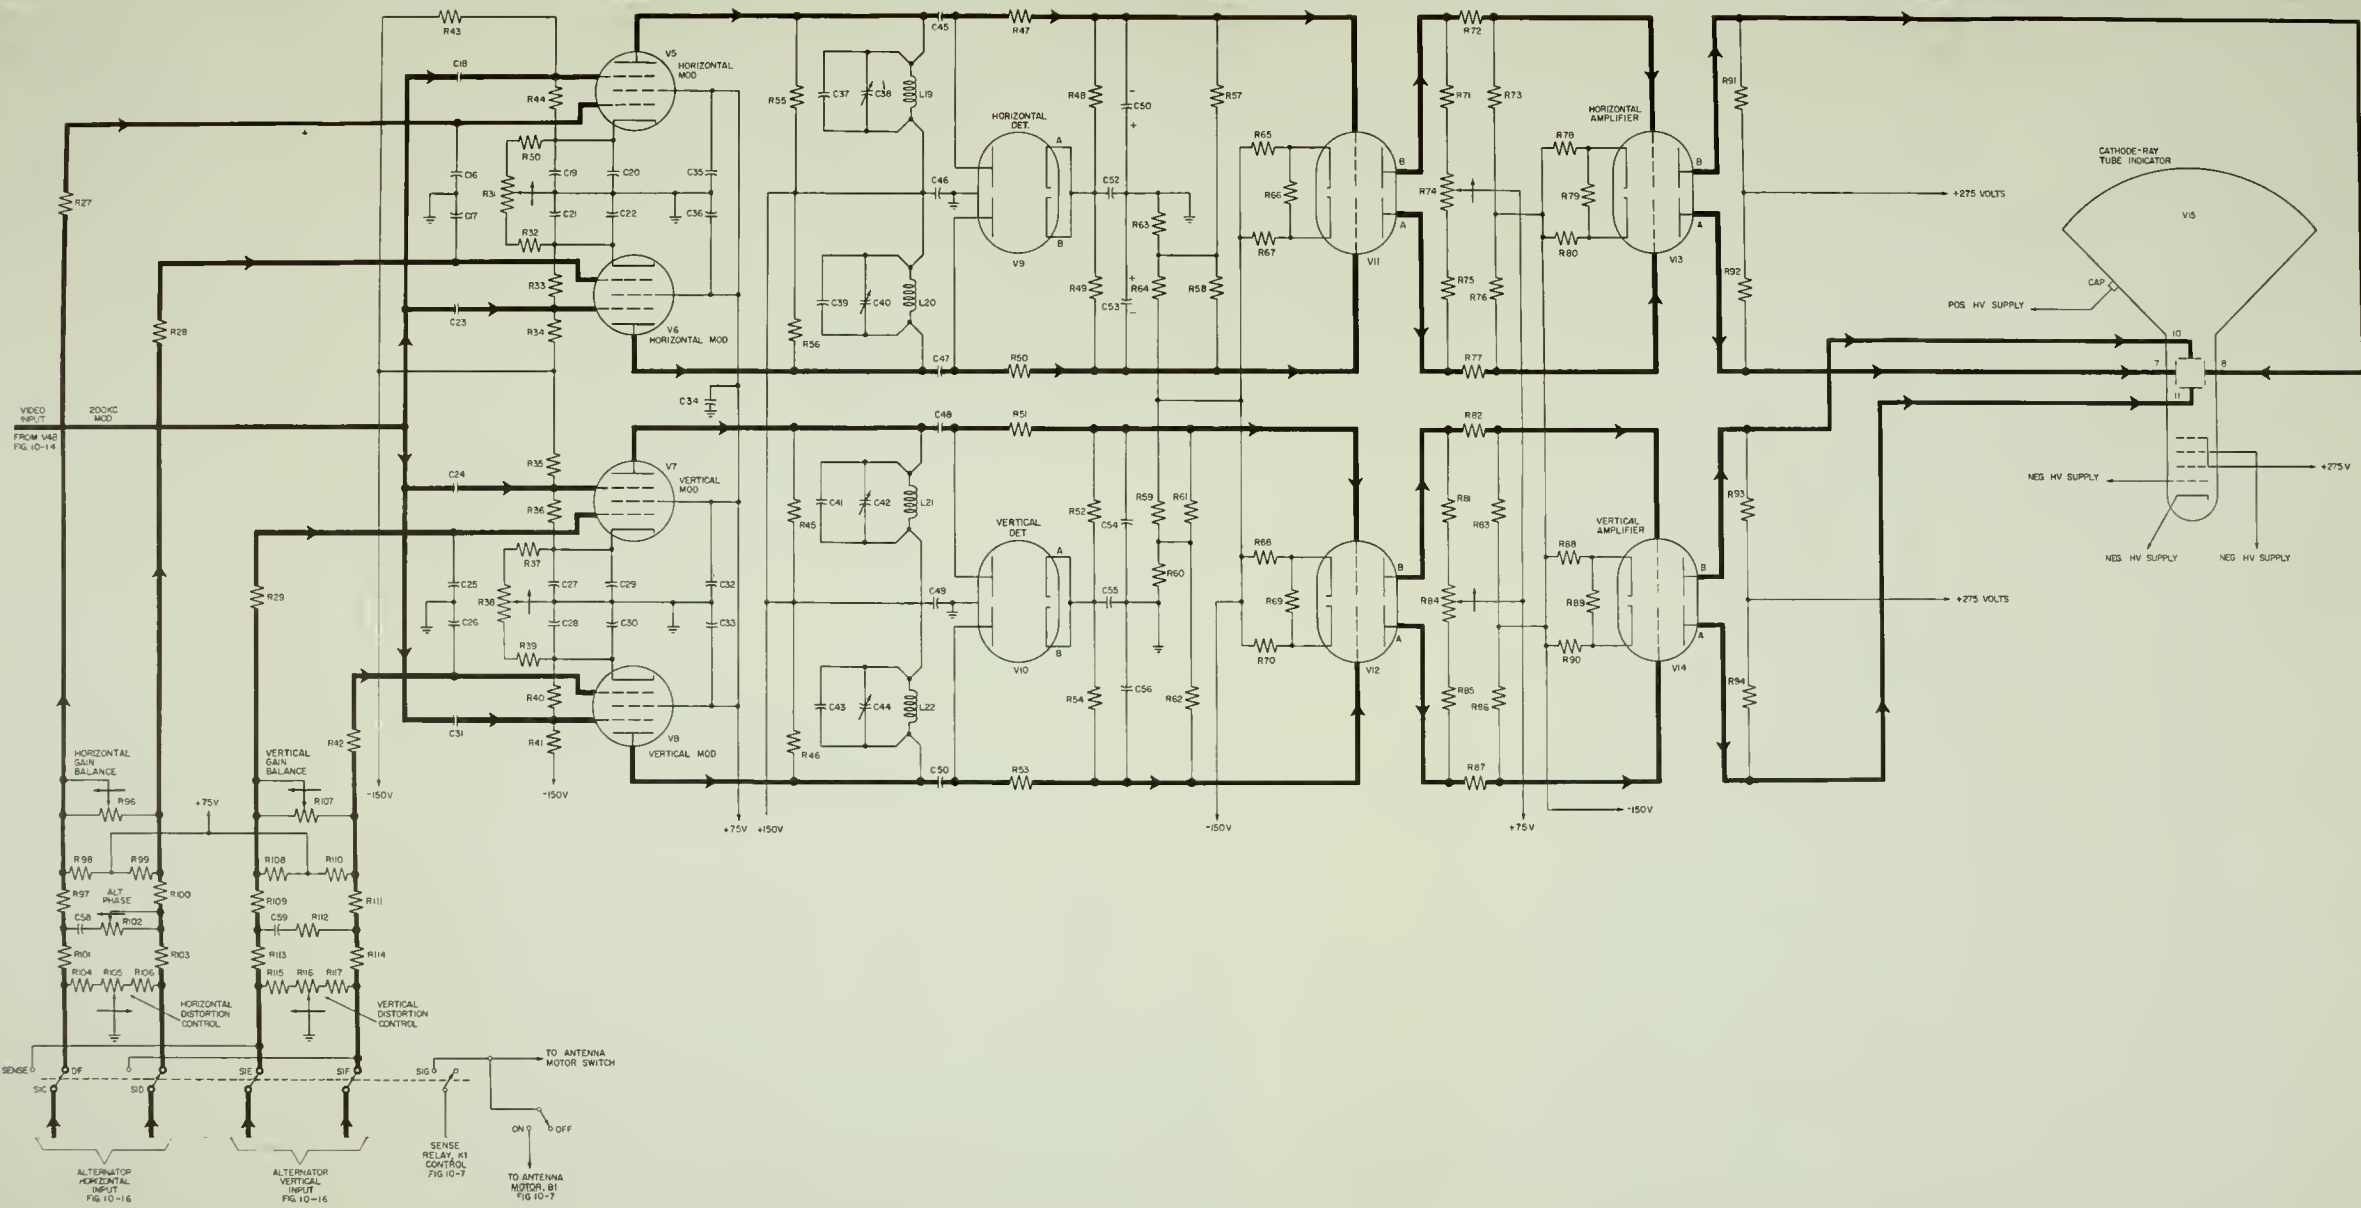 R43
C18
V5
HORIZONTAL
MOD
R44
R27
C16
C17
R30
R31
R32
C19
C20
C21
C22
C35
C36
R33
R34
C23
V6
HORIZONTAL MOD
R28
C34
VIDEO
INPUT
200KC
MOD
FROM V4B
FIG. 10-14
R55
C37
C38
L19
C45
R47
HORIZONTAL
DET.
A
B
V9
C46
R48
C50
-
+
R57
C52
R63
R64
R58
R49
C53
+
-
R56
C39
C40
L20
C47
R50
R65
R66
R67
V11
B
A
R72
R71
R73
R74
R75
R76
R77
HORIZONTAL
AMPLIFIER
R78
R79
R80
V13
B
A
R91
R92
+275 VOLTS
CATHODE-RAY
TUBE INDICATOR
V15
CAP
POS. HV SUPPLY
10
7
8
11
+275V
NEG HV SUPPLY
NEG HV SUPPLY
NEG HV SUPPLY
R35
C24
R36
V7
VERTICAL
MOD
R29
C25
C26
R37
R38
R39
C27
C28
C29
C30
C32
C33
R40
R41
C31
V8
VERTICAL MOD
R42
R45
R46
C41
C42
L21
C43
C44
L22
C48
R51
VERTICAL
DET
A
B
V10
C49
R52
C54
R59
R61
C55
R60
R54
C56
R62
C50
R53
R68
R69
R70
V12
B
A
R82
R81
R83
R84
R85
R86
R87
VERTICAL
AMPLIFIER
R88
R89
R90
V14
B
A
R93
R94
+275 VOLTS
-150V
-150V
+75V
+150V
-150V
+75V
-150V
HORIZONTAL
GAIN
BALANCE
R96
+75V
VERTICAL
GAIN
BALANCE
R107
R98
R99
R108
R110
R97
ALT
PHASE
R100
R109
R111
C58
R102
C59
R112
R101
R103
R113
R114
R104
R105
R106
R115
R116
R117
HORIZONTAL
DISTORTION
CONTROL
VERTICAL
DISTORTION
CONTROL
SENSE
DF
S1C
S1D
S1E
S1F
S1G
TO ANTENNA
MOTOR SWITCH
ON
OFF
SENSE
RELAY, K1
CONTROL
FIG 10-7
TO ANTENNA
MOTOR, B1
FIG 10-7
ALTERNATOR
HORIZONTAL
INPUT
FIG 10-16
ALTERNATOR
VERTICAL
INPUT
FIG 10-16